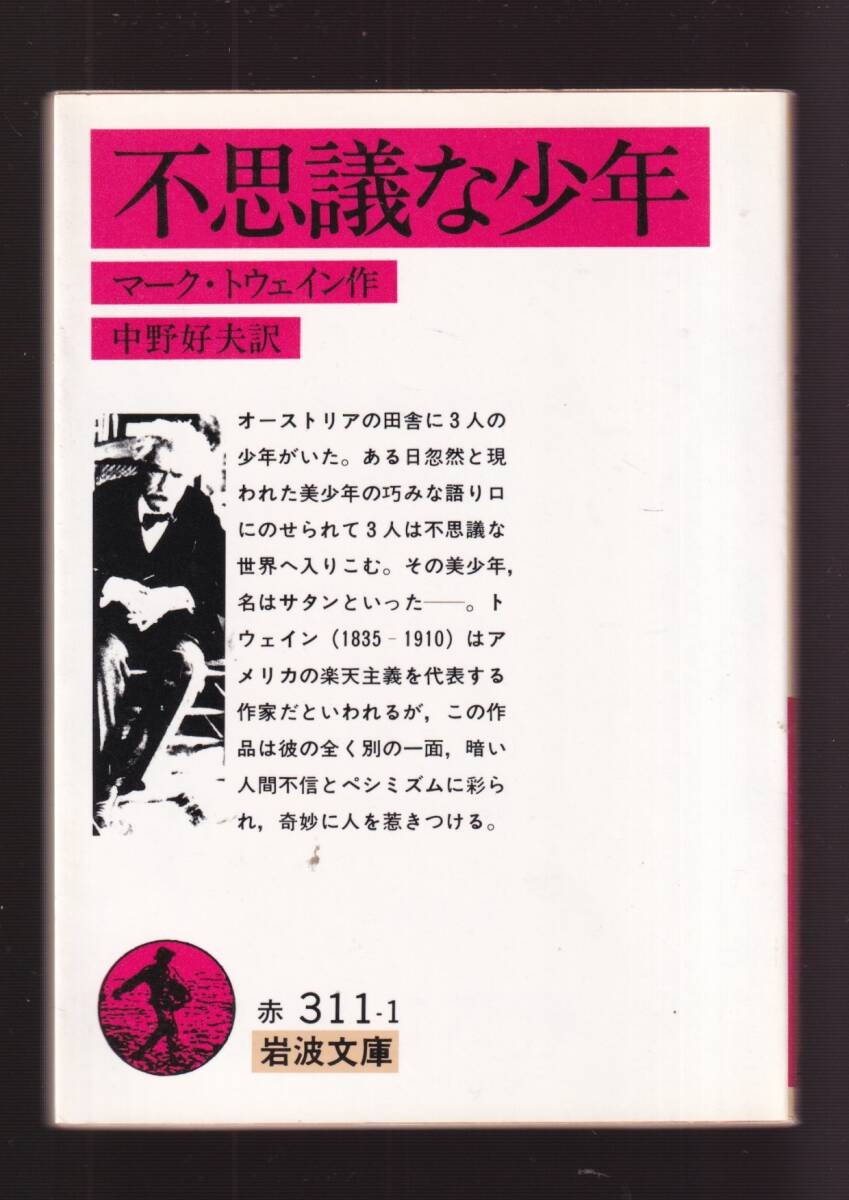 不思議な少年
マーク・トウェイン作
中野好夫訳
オーストリアの田舎に3人の
少年がいた。ある日忽然と現
われた美少年の巧みな語り口
にのせられて3人は不思議な
世界へ入りこむ。その美少年,
名はサタンといった――。ト
ウェイン(1835‐1910)はア
メリカの楽天主義を代表する
作家だといわれるが,この作
品は彼の全く別の一面,暗い
人間不信とペシミズムに彩ら
れ,奇妙に人を惹きつける。
赤 311-1
岩波文庫